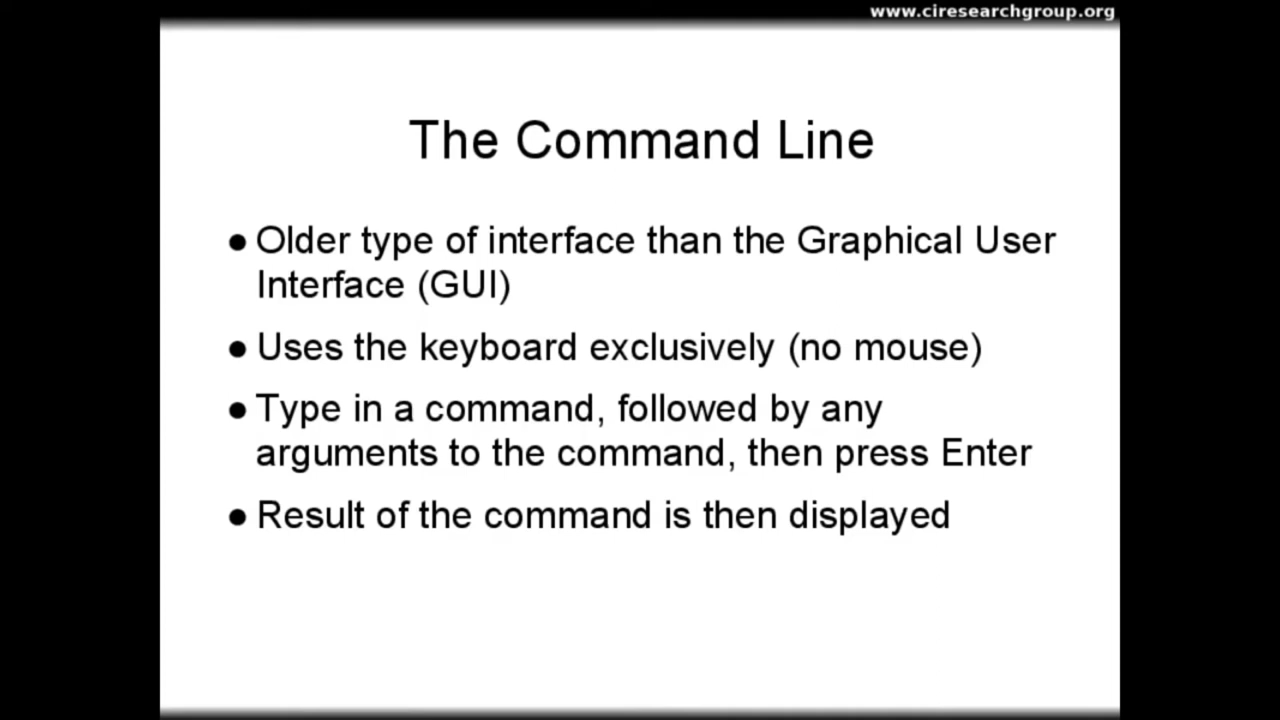 www.ciresearchgroup.org
The Command Line
● Older type of interface than the Graphical User
Interface (GUI)
● Uses the keyboard exclusively (no mouse)
● Type in a command, followed by any
arguments to the command, then press Enter
● Result of the command is then displayed